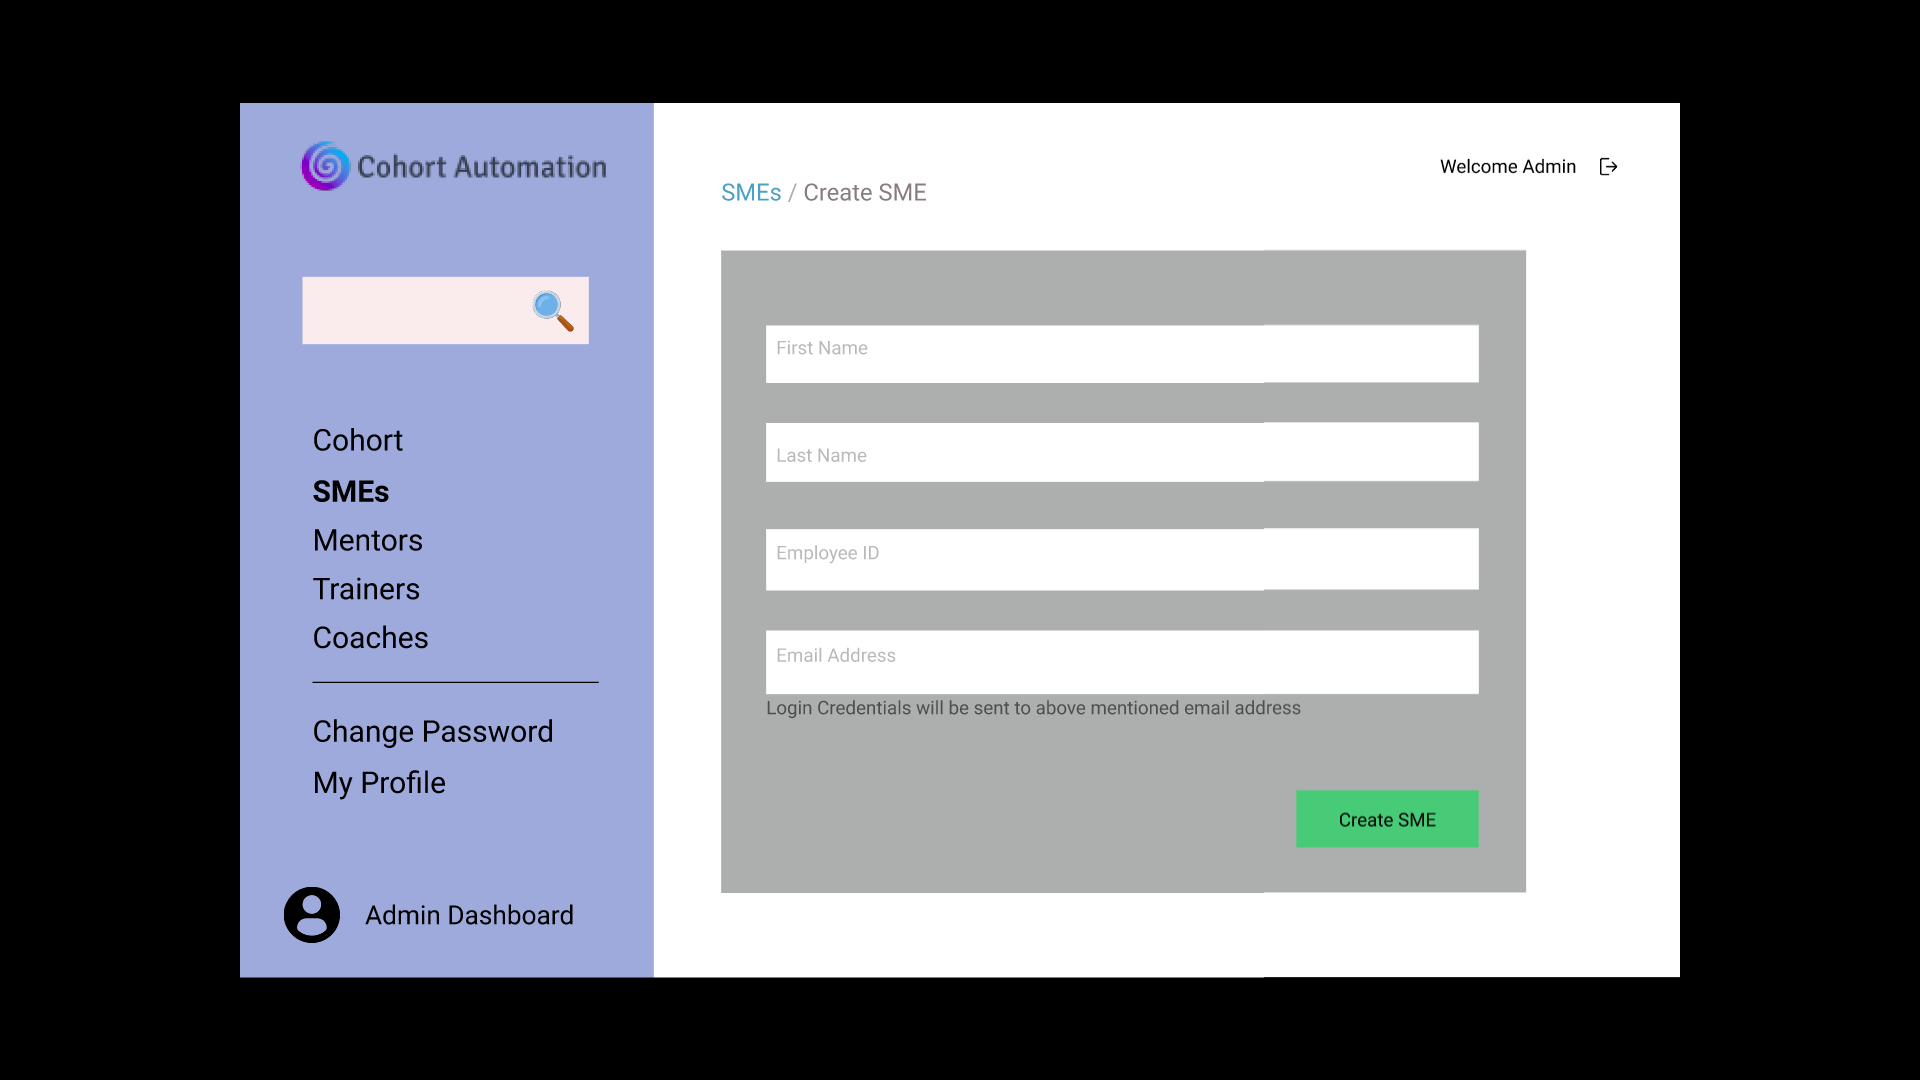 Cohort Automation
Cohort
SMEs
Mentors
Trainers
Coaches
Change Password
My Profile
Admin Dashboard
Welcome Admin
SMEs / Create SME
First Name
Last Name
Employee ID
Email Address
Login Credentials will be sent to above mentioned email address
Create SME